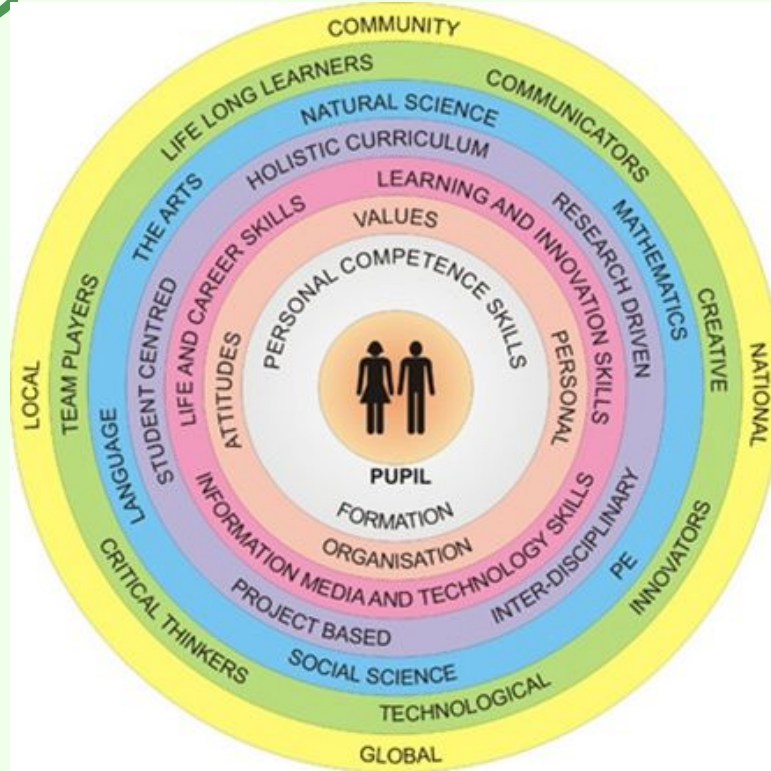 COMMUNITY
NATIONAL
GLOBAL
LOCAL
LIFE LONG LEARNERS
COMMUNICATORS
CREATIVE
INNOVATORS
TECHNOLOGICAL
CRITICAL THINKERS
TEAM PLAYERS
NATURAL SCIENCE
MATHEMATICS
PE
SOCIAL SCIENCE
LANGUAGE
THE ARTS
HOLISTIC CURRICULUM
RESEARCH DRIVEN
INTER-DISCIPLINARY
PROJECT BASED
STUDENT CENTRED
LEARNING AND INNOVATION SKILLS
INFORMATION MEDIA AND TECHNOLOGY SKILLS
LIFE AND CAREER SKILLS
VALUES
PERSONAL
ORGANISATION
ATTITUDES
PERSONAL COMPETENCE SKILLS
FORMATION
PUPIL